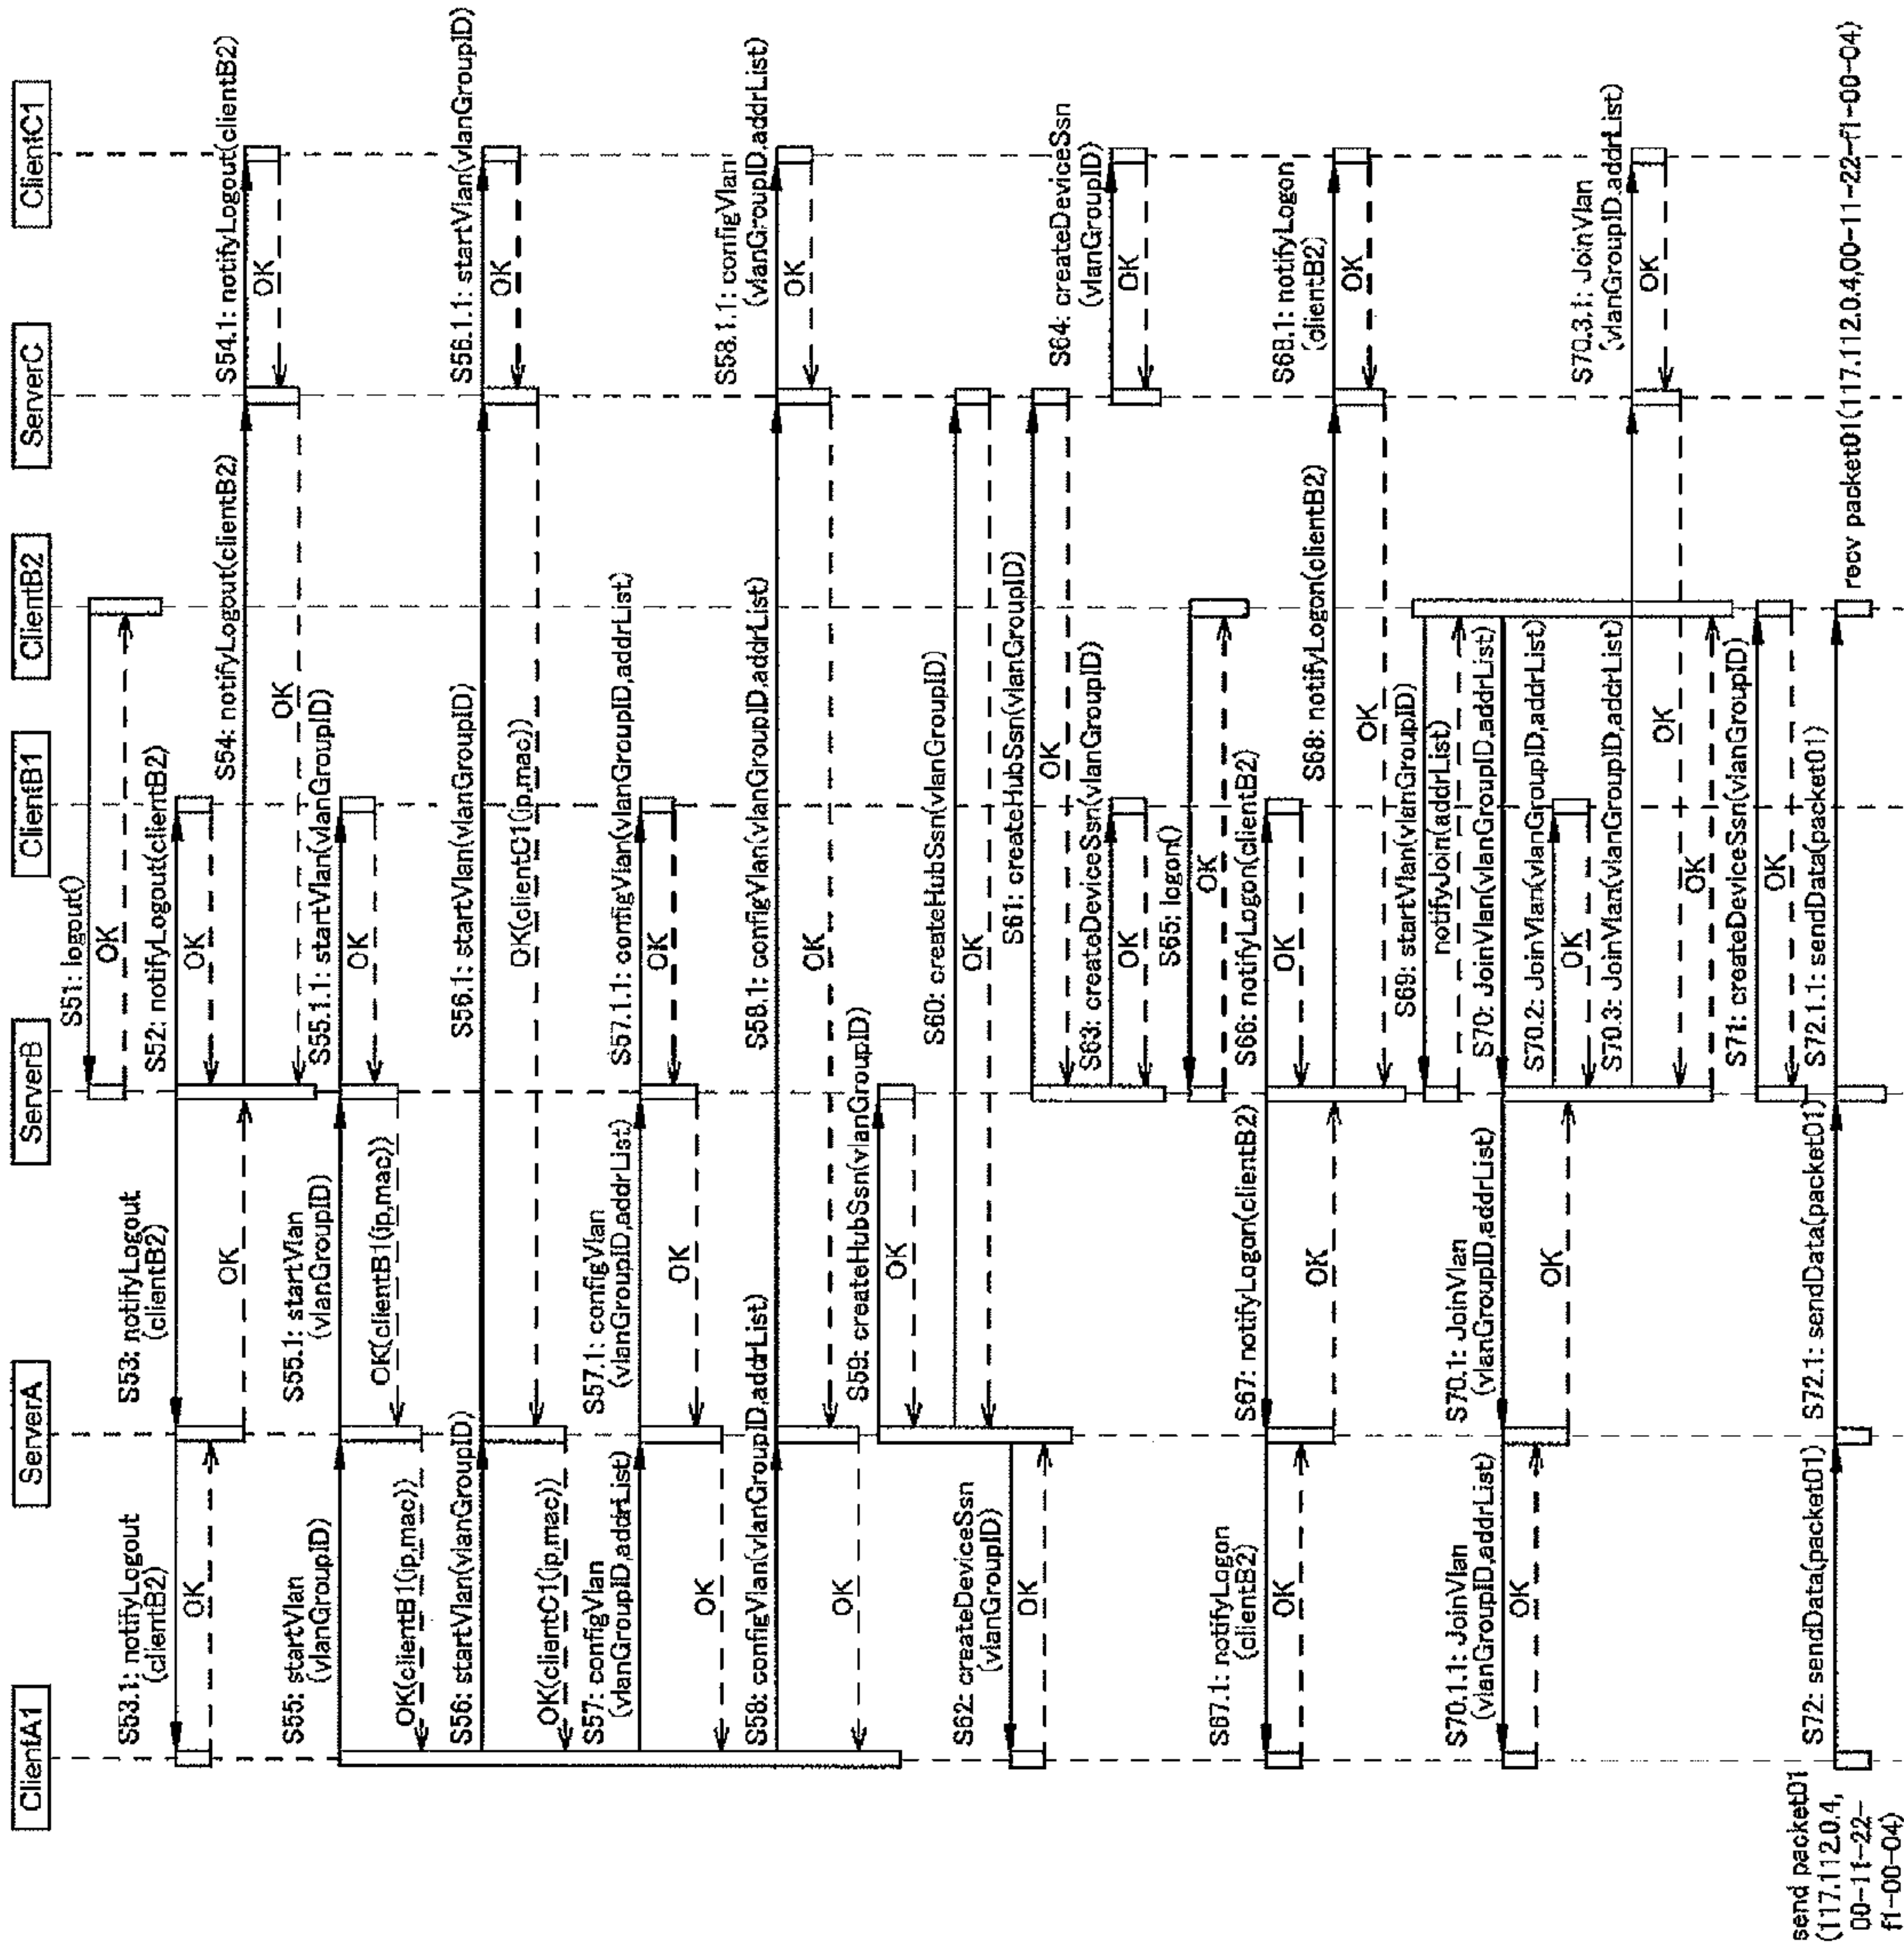 ClientA1
ServerA
ServerB
ClientB1
ClientB2
ServerC
ClientC1
S51: logout()
OK
S52: notifyLogout(clientB2)
OK
S53: notifyLogout
(clientB2)
S53.1: notifyLogout
(clientB2)
OK
OK
S54: notifyLogout(clientB2)
S54.1: notifyLogout(clientB2)
OK
OK
S55: startVlan
(vlanGroupID)
S55.1: startVlan
(vlanGroupID)
S55.1.1: startVlan(vlanGroupID)
OK
OK(clientB1(ip,mac))
OK(clientB1(ip,mac))
S56: startVlan(vlanGroupID)
S56.1: startVlan(vlanGroupID)
S56.1.1: startVlan(vlanGroupID)
OK
OK(clientC1(ip,mac))
OK(clientC1(ip,mac))
S57: configVlan
(vlanGroupID,addrList)
S57.1: configVlan
(vlanGroupID,addrList)
S57.1.1: configVlan(vlanGroupID,addrList)
OK
OK
OK
S58: configVlan(vlanGroupID,addrList)
S58.1: configVlan(vlanGroupID,addrList)
S58.1.1: configVlan
(vlanGroupID,addrList)
OK
OK
OK
S59: createHubSsn(vlanGroupID)
OK
S60: createHubSsn(vlanGroupID)
OK
S61: createHubSsn(vlanGroupID)
OK
S62: createDeviceSsn
(vlanGroupID)
OK
S63: createDeviceSsn(vlanGroupID)
OK
S64: createDeviceSsn
(vlanGroupID)
OK
S65: logon()
OK
S66: notifyLogon(clientB2)
OK
S67: notifyLogon(clientB2)
S67.1: notifyLogon
(clientB2)
OK
OK
S68: notifyLogon(clientB2)
S68.1: notifyLogon
(clientB2)
OK
OK
S69: startVlan(vlanGroupID)
notifyJoin(addrList)
S70: JoinVlan(vlanGroupID,addrList)
S70.1: JoinVlan
(vlanGroupID,addrList)
S70.1.1: JoinVlan
(vlanGroupID,addrList)
OK
OK
S70.2: JoinVlan(vlanGroupID,addrList)
OK
S70.3: JoinVlan(vlanGroupID,addrList)
S70.3.1: JoinVlan
(vlanGroupID,addrList)
OK
OK
OK
S71: createDeviceSsn(vlanGroupID)
OK
send packet01
(117.112.0.4,
00-11-22-
f1-00-04)
S72: sendData(packet01)
S72.1: sendData(packet01)
S72.1.1: sendData(packet01)
recv packet01(117.112.0.4,00-11-22-f1-00-04)